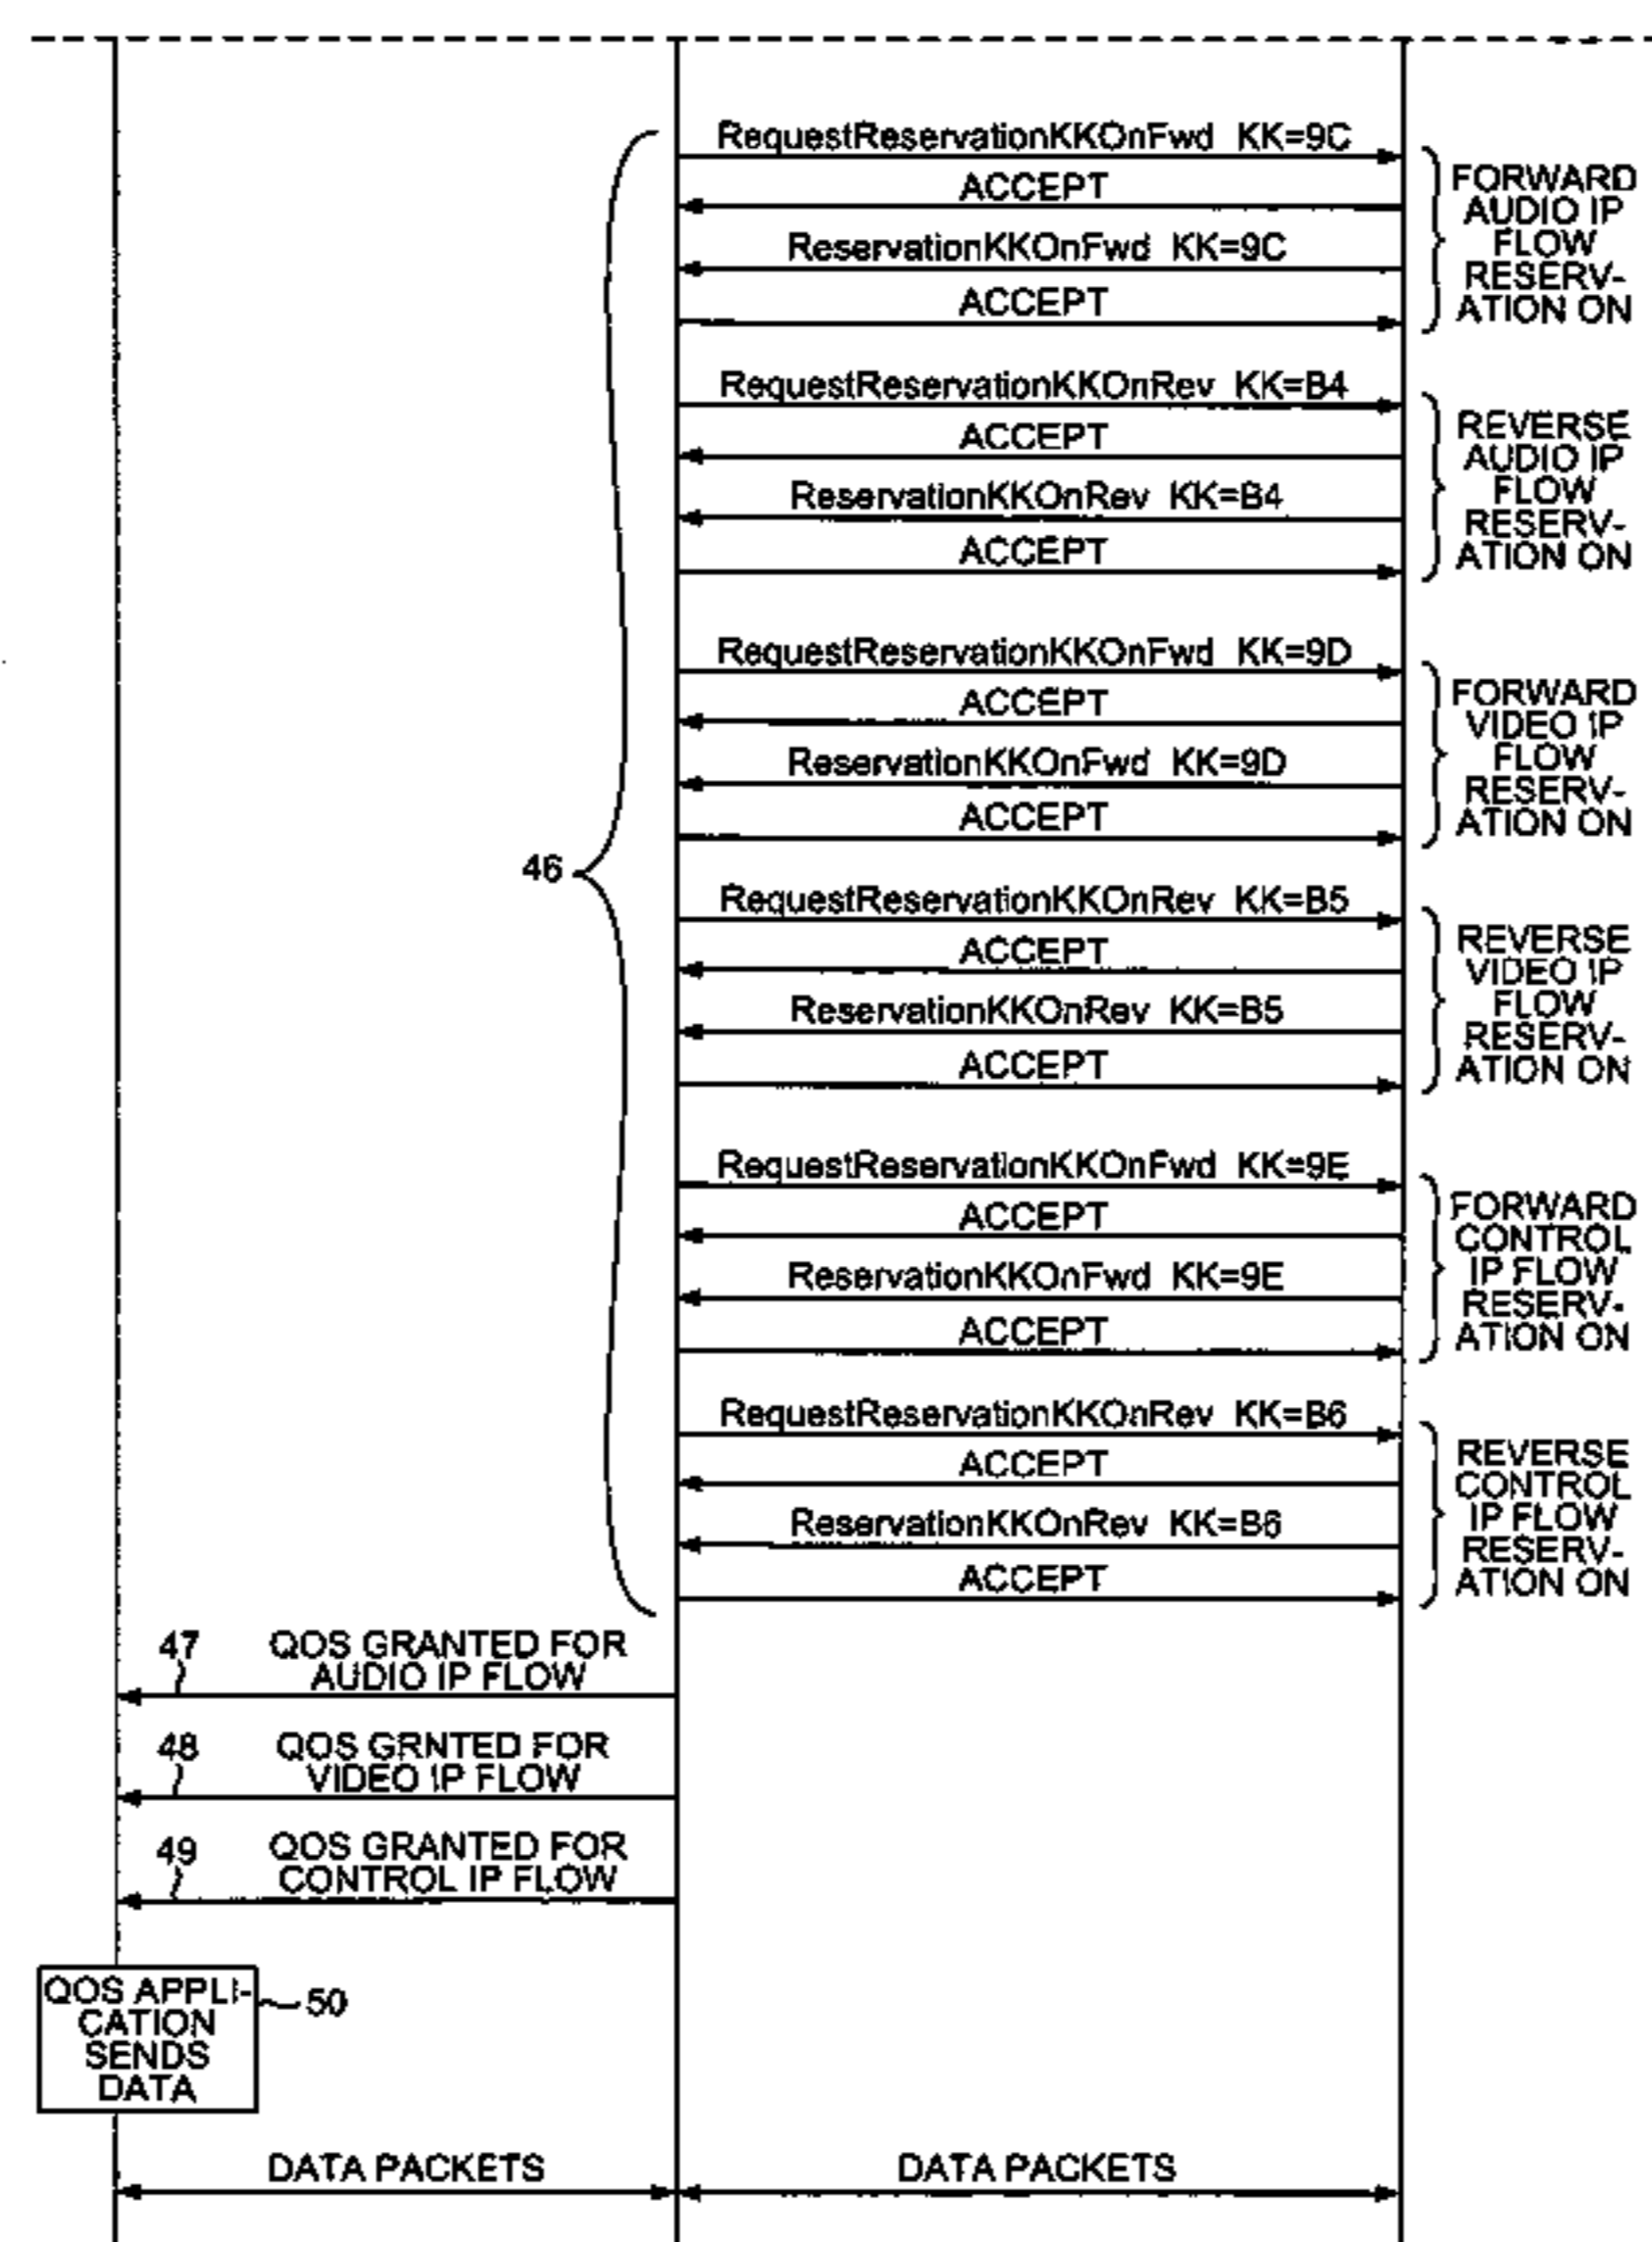 RequestReservationKKOnFwd KK=9C
ACCEPT
ReservationKKOnFwd KK=9C
ACCEPT
FORWARD
AUDIO IP
FLOW
RESERV-
ATION ON
RequestReservationKKOnRev KK=B4
ACCEPT
ReservationKKOnRev KK=B4
ACCEPT
REVERSE
AUDIO IP
FLOW
RESERV-
ATION ON
RequestReservationKKOnFwd KK=9D
ACCEPT
ReservationKKOnFwd KK=9D
ACCEPT
FORWARD
VIDEO IP
FLOW
RESERV-
ATION ON
46
RequestReservationKKOnRev KK=B5
ACCEPT
ReservationKKOnRev KK=B5
ACCEPT
REVERSE
VIDEO IP
FLOW
RESERV-
ATION ON
RequestReservationKKOnFwd KK=9E
ACCEPT
ReservationKKOnFwd KK=9E
ACCEPT
FORWARD
CONTROL
IP FLOW
RESERV-
ATION ON
RequestReservationKKOnRev KK=B6
ACCEPT
ReservationKKOnRev KK=B6
ACCEPT
REVERSE
CONTROL
IP FLOW
RESERV-
ATION ON
47
QOS GRANTED FOR
AUDIO IP FLOW
48
QOS GRNTED FOR
VIDEO IP FLOW
49
QOS GRANTED FOR
CONTROL IP FLOW
QOS APPLI-
CATION
SENDS
DATA
50
DATA PACKETS
DATA PACKETS